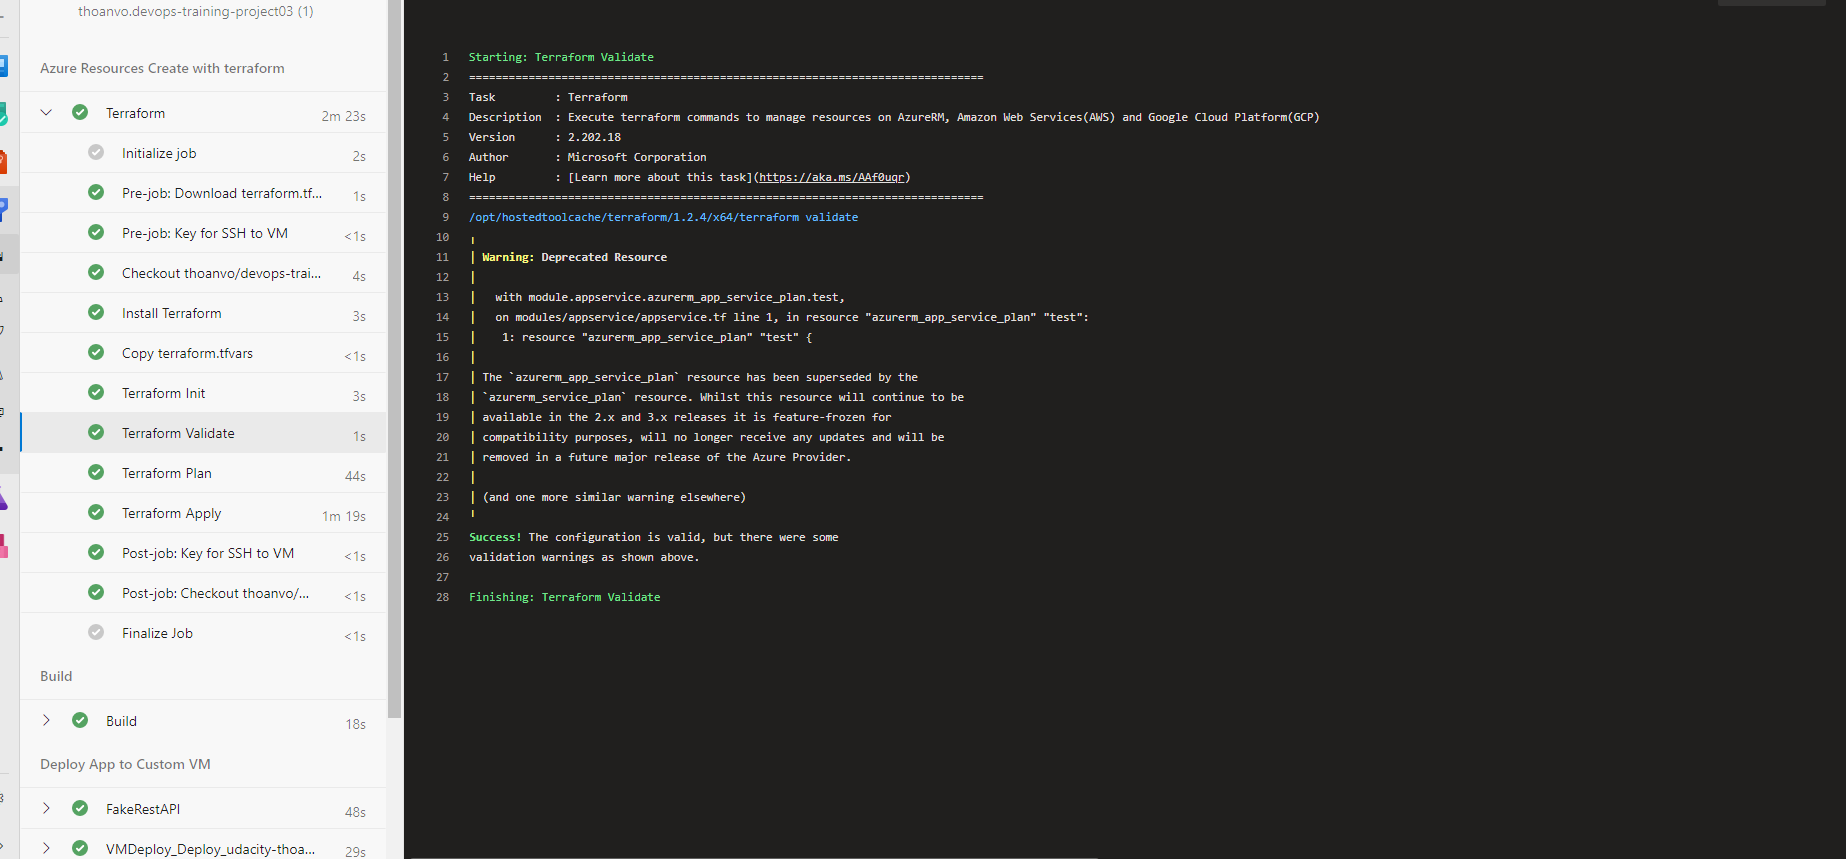 thoanvo.devops-training-project03 (1)
Azure Resources Create with terraform
Terraform 2m 23s
Initialize job 2s
Pre-job: Download terraform.tf... 1s
Pre-job: Key for SSH to VM <1s
Checkout thoanvo/devops-trai... 4s
Install Terraform 3s
Copy terraform.tfvars <1s
Terraform Init 3s
Terraform Validate 1s
Terraform Plan 44s
Terraform Apply 1m 19s
Post-job: Key for SSH to VM <1s
Post-job: Checkout thoanvo/... <1s
Finalize Job <1s
Build
Build 18s
Deploy App to Custom VM
FakeRestAPI 48s
VMDeploy_Deploy_udacity-thoa... 29s
1 Starting: Terraform Validate
2 ==============================================================================
3 Task         : Terraform
4 Description  : Execute terraform commands to manage resources on AzureRM, Amazon Web Services(AWS) and Google Cloud Platform(GCP)
5 Version      : 2.202.18
6 Author       : Microsoft Corporation
7 Help         : [Learn more about this task](https://aka.ms/AAf0uqr)
8 ==============================================================================
9 /opt/hostedtoolcache/terraform/1.2.4/x64/terraform validate
10 ╷
11 │ Warning: Deprecated Resource
12 │
13 │   with module.appservice.azurerm_app_service_plan.test,
14 │   on modules/appservice/appservice.tf line 1, in resource "azurerm_app_service_plan" "test":
15 │    1: resource "azurerm_app_service_plan" "test" {
16 │
17 │ The `azurerm_app_service_plan` resource has been superseded by the
18 │ `azurerm_service_plan` resource. Whilst this resource will continue to be
19 │ available in the 2.x and 3.x releases it is feature-frozen for
20 │ compatibility purposes, will no longer receive any updates and will be
21 │ removed in a future major release of the Azure Provider.
22 │
23 │ (and one more similar warning elsewhere)
24 ╵
25 Success! The configuration is valid, but there were some
26 validation warnings as shown above.
27
28 Finishing: Terraform Validate